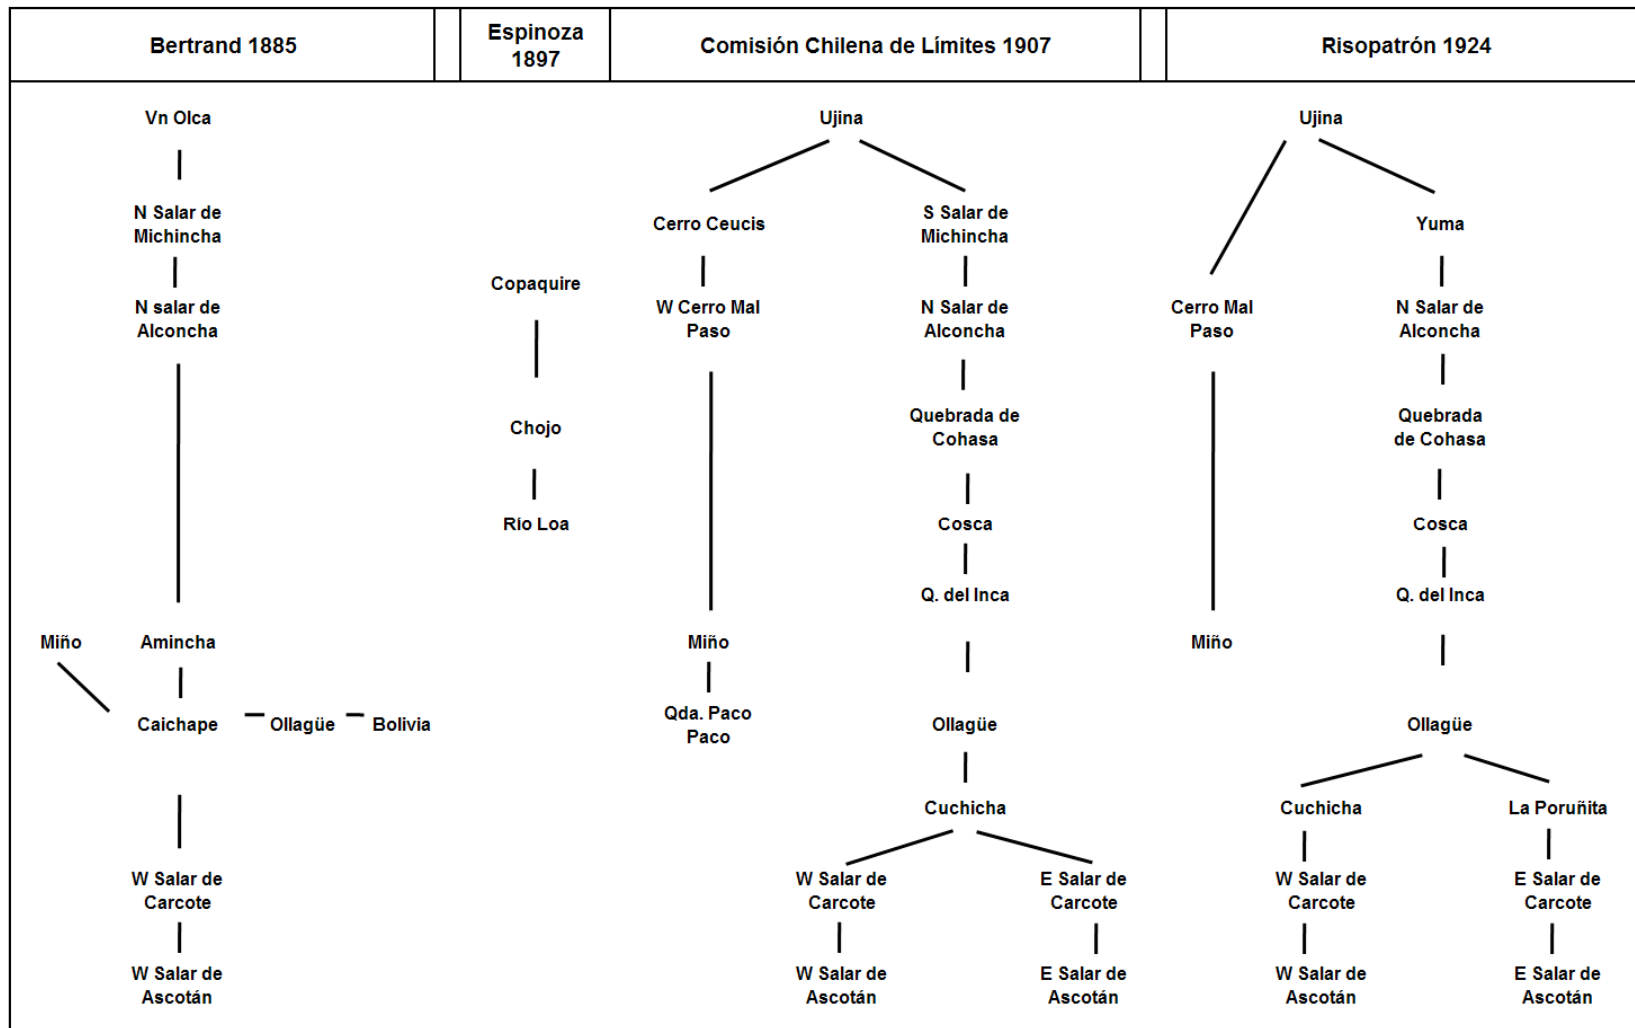 Bertrand 1885
Espinoza
1897
Comisión Chilena de Límites 1907
Risopatrón 1924
Vn Olca
N Salar de
Michincha
N salar de
Alconcha
Miño
Amincha
Caichape
Ollagüe
Bolivia
W Salar de
Carcote
W Salar de
Ascotán
Copaquire
Chojo
Río Loa
Ujina
Cerro Ceucis
W Cerro Mal
Paso
Miño
Qda. Paco
Paco
S Salar de
Michincha
N Salar de
Alconcha
Quebrada de
Cohasa
Cosca
Q. del Inca
Ollagüe
Cuchicha
W Salar de
Carcote
W Salar de
Ascotán
E Salar de
Carcote
E Salar de
Ascotán
Ujina
Cerro Mal
Paso
Miño
Yuma
N Salar de
Alconcha
Quebrada
de Cohasa
Cosca
Q. del Inca
Ollagüe
Cuchicha
W Salar de
Carcote
W Salar de
Ascotán
La Poruñita
E Salar de
Carcote
E Salar de
Ascotán